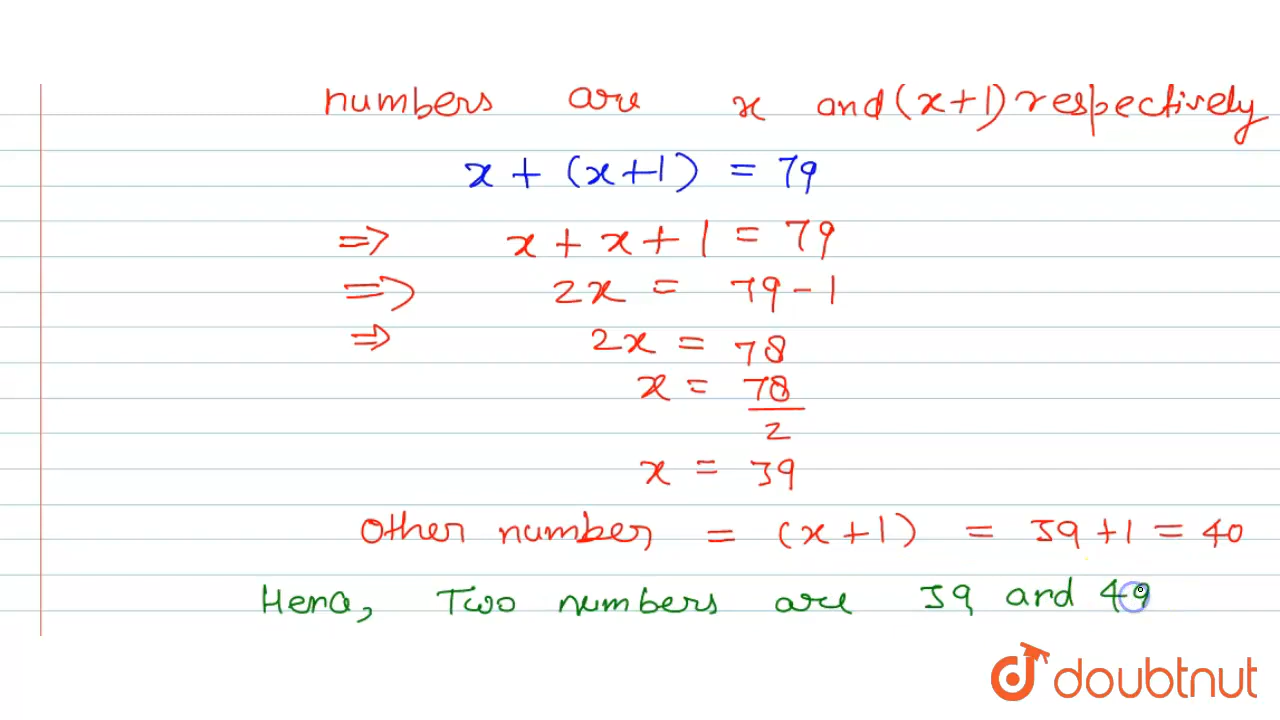 numbers are x and (x+1) respectively
x + (x+1) = 79
=> x + x + 1 = 79
=> 2x = 79 - 1
=> 2x = 78
x = 78
2
x = 39
Other number = (x+1) = 39 + 1 = 40
Hence, Two numbers are 39 and 49
doubtnut